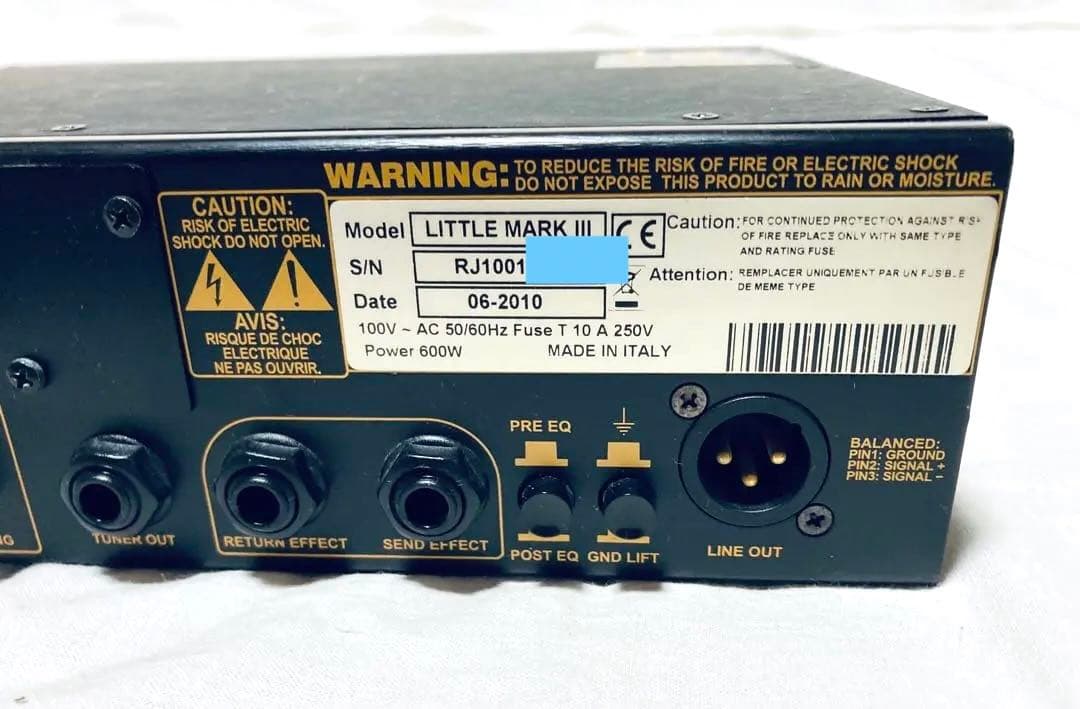 WARNING: TO REDUCE THE RISK OF FIRE OR ELECTRIC SHOCK
DO NOT EXPOSE THIS PRODUCT TO RAIN OR MOISTURE.
CAUTION:
RISK OF ELECTRIC
SHOCK DO NOT OPEN.
AVIS:
RISQUE DE CHOC
ELECTRIQUE
NE PAS OUVRIR.
Model LITTLE MARK III CE
S/N RJ1001
Date 06-2010
100V ~ AC 50/60Hz Fuse T 10 A 250V
Power 600W MADE IN ITALY
Caution: FOR CONTINUED PROTECTION AGAINST RISK
OF FIRE REPLACE ONLY WITH SAME TYPE
AND RATING FUSE
Attention: REMPLACER UNIQUEMENT PAR UN FUSIBLE
DE MEME TYPE
NG
TUNER OUT
RETURN EFFECT
SEND EFFECT
PRE EQ
POST EQ
GND LIFT
LINE OUT
BALANCED:
PIN1: GROUND
PIN2: SIGNAL +
PIN3: SIGNAL -